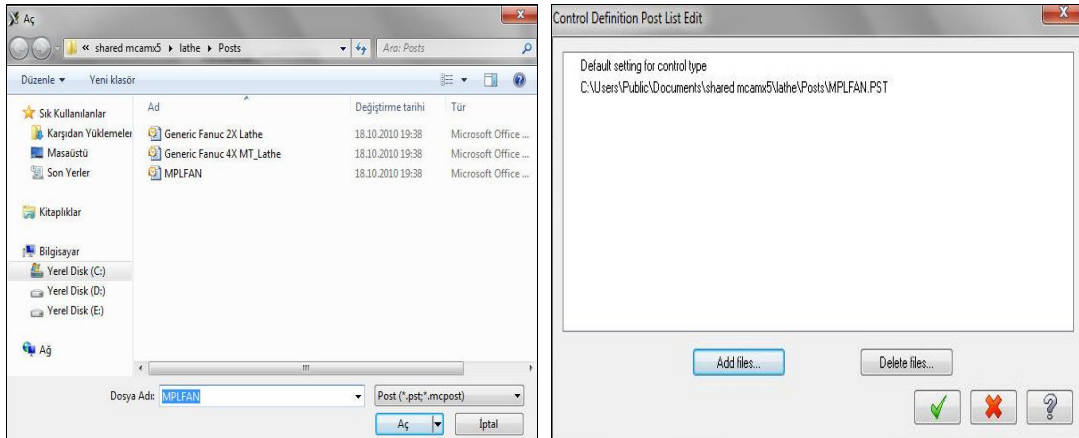 Aç
« shared mcamx5 ▸ lathe ▸ Posts
Ara: Posts
Düzenle Yeni klasör
Sık Kullanılanlar
Karşıdan Yüklemeler
Masaüstü
Son Yerler
Kitaplıklar
Bilgisayar
Yerel Disk (C:)
Yerel Disk (D:)
Yerel Disk (E:)
Ağ
Ad Değiştirme tarihi Tür
Generic Fanuc 2X Lathe 18.10.2010 19:38 Microsoft Office ...
Generic Fanuc 4X MT_Lathe 18.10.2010 19:38 Microsoft Office ...
MPLFAN 18.10.2010 19:38 Microsoft Office ...
Dosya Adı: MPLFAN Post (*.pst;*.mcpost)
Aç İptal
Control Definition Post List Edit
Default setting for control type
C:\Users\Public\Documents\shared mcamx5\lathe\Posts\MPLFAN.PST
Add files... Delete files...